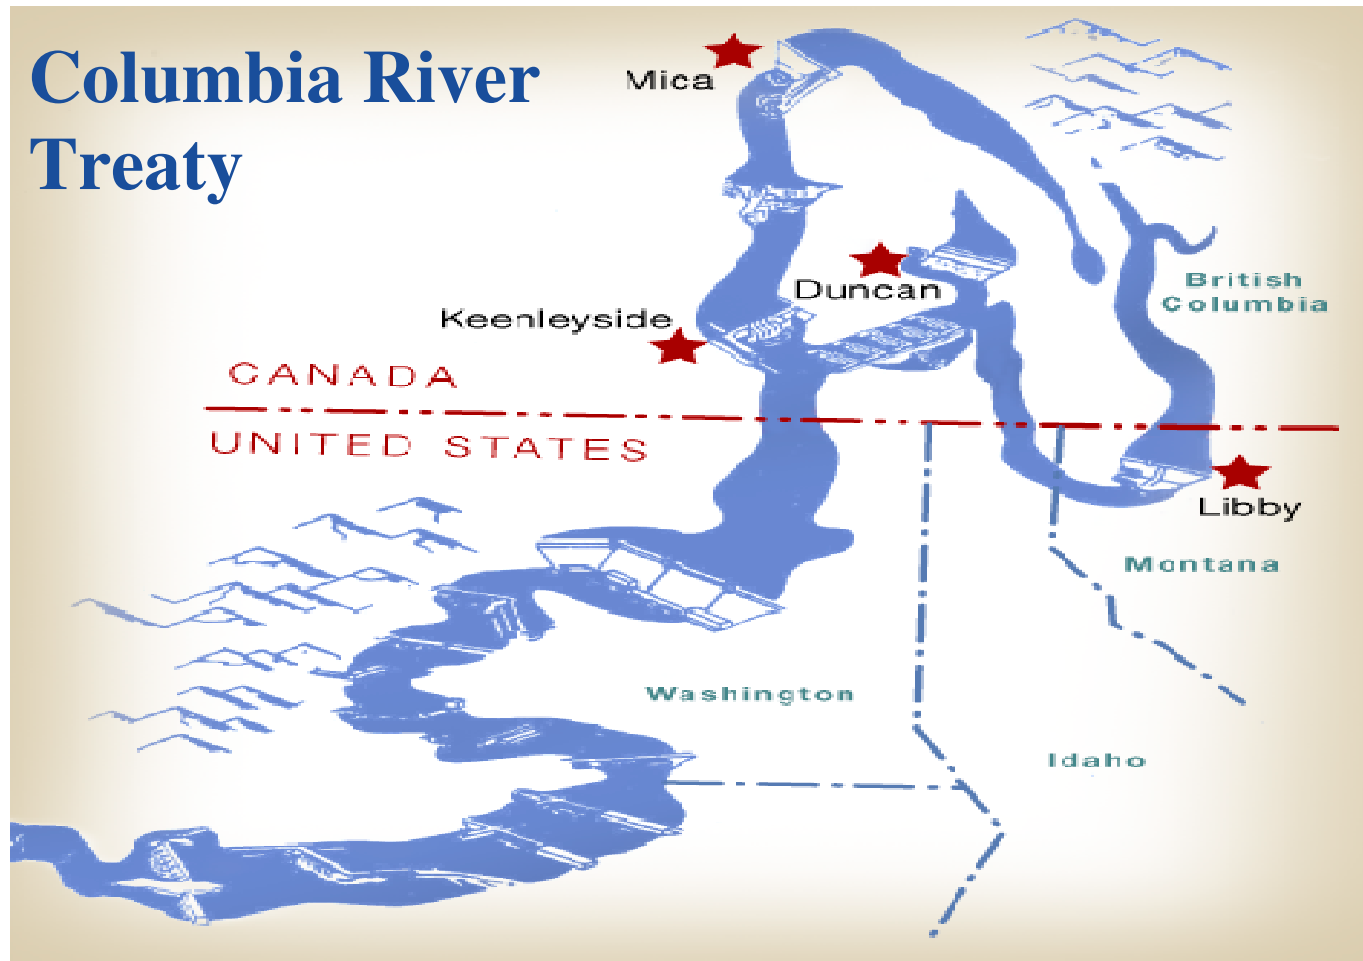 Columbia River
Treaty
Mica
Duncan
British
Columbia
Keenleyside
CANADA
UNITED STATES
Libby
Montana
Washington
Idaho